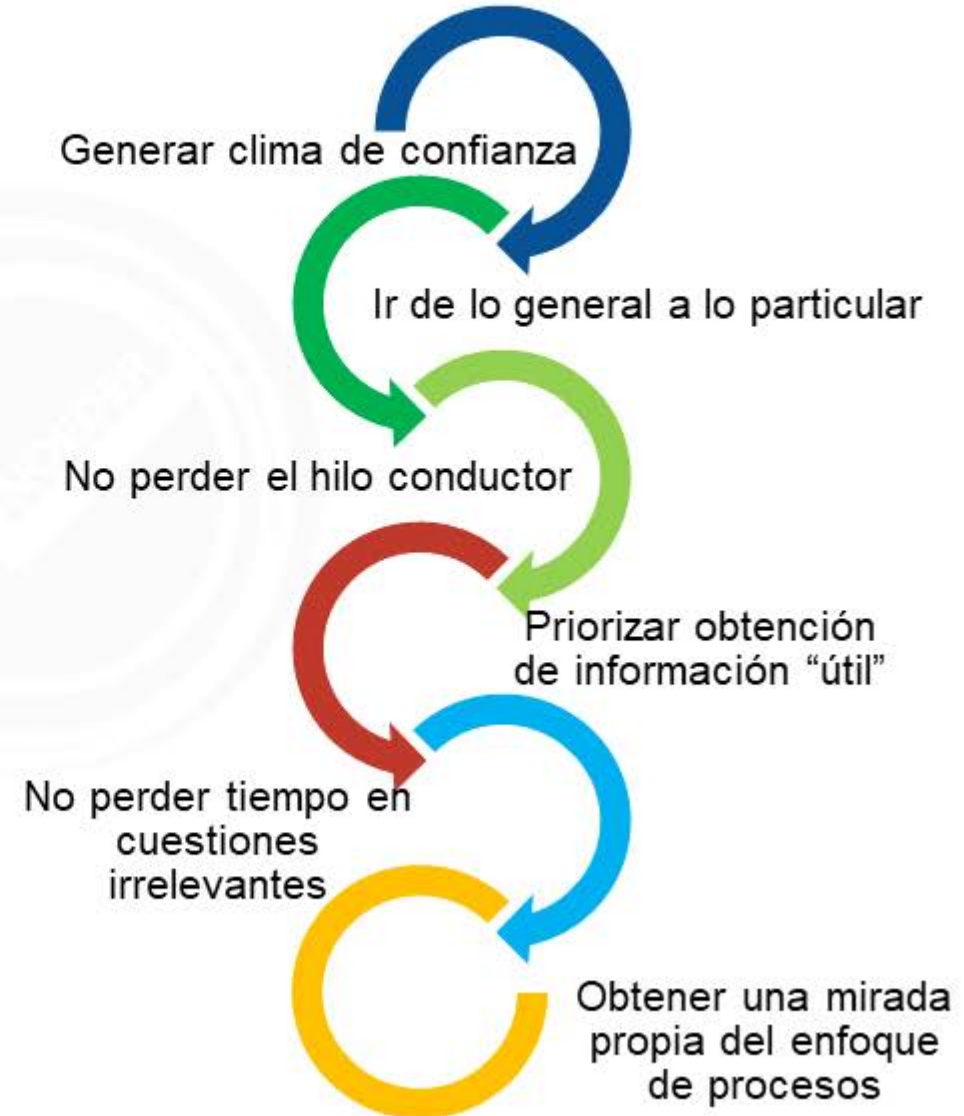 Generar clima de confianza
Ir de lo general a lo particular
No perder el hilo conductor
Priorizar obtención
de información “útil”
No perder tiempo en
cuestiones
irrelevantes
Obtener una mirada
propia del enfoque
de procesos